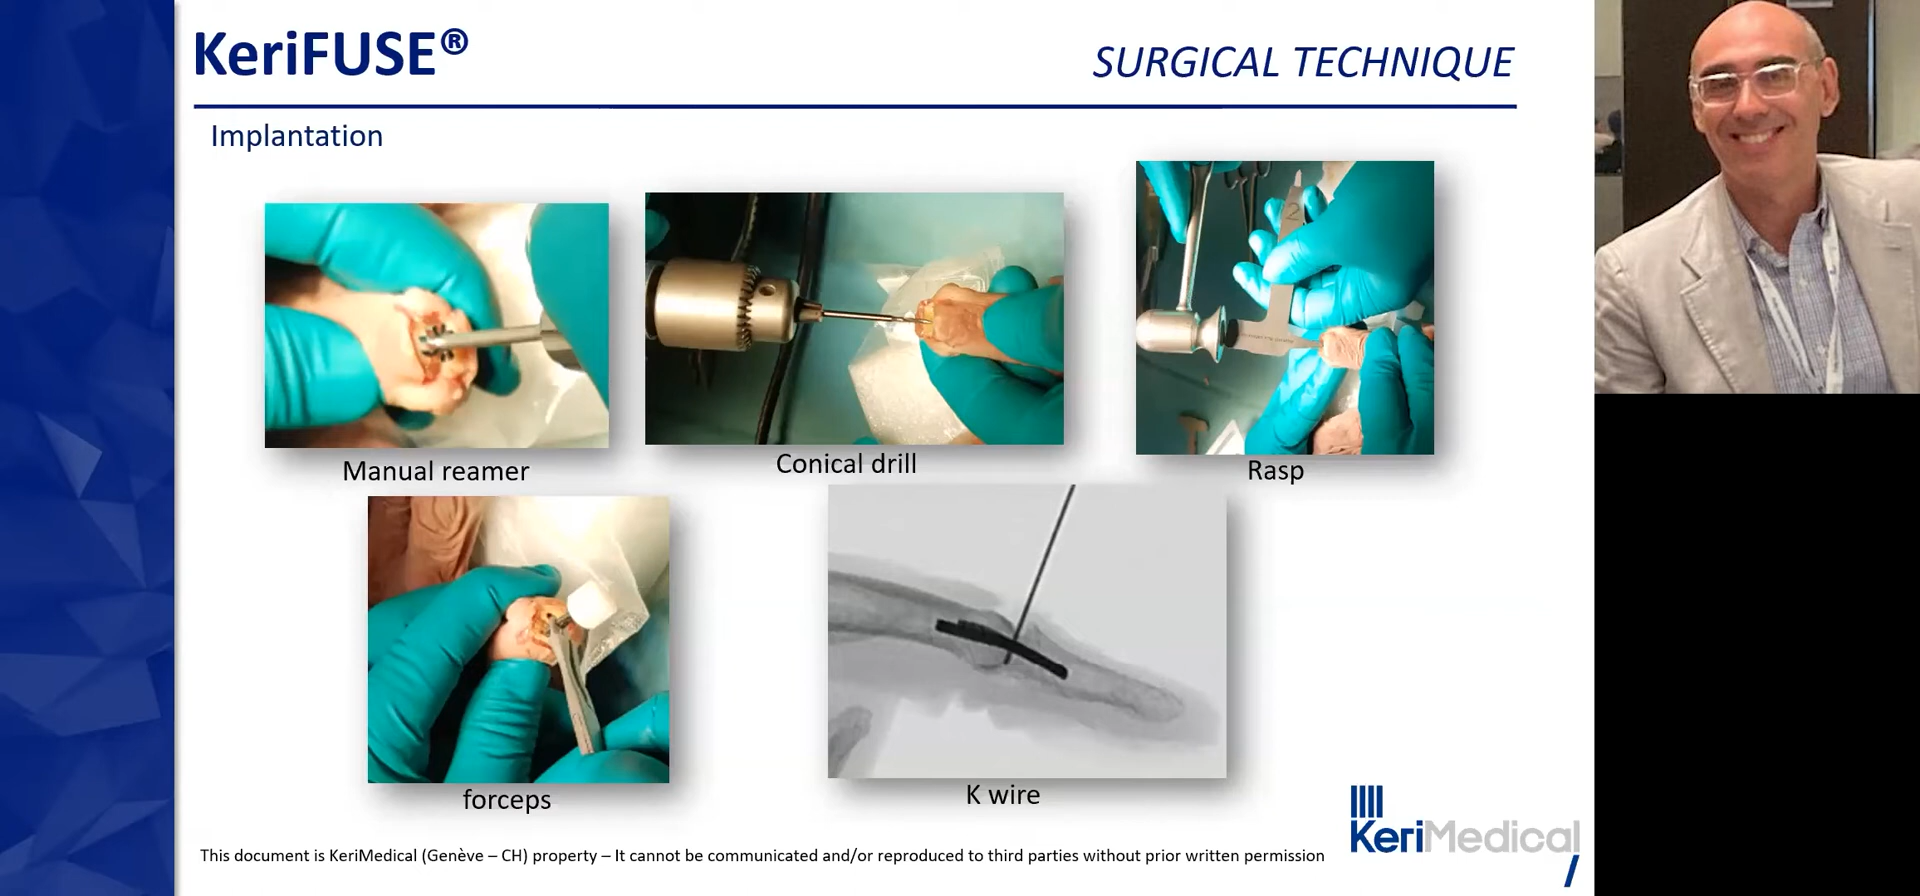 KeriFUSE®
SURGICAL TECHNIQUE
Implantation
2
Manual reamer
Conical drill
Rasp
forceps
K wire
KeriMedical
This document is KeriMedical (Genève – CH) property – It cannot be communicated and/or reproduced to third parties without prior written permission